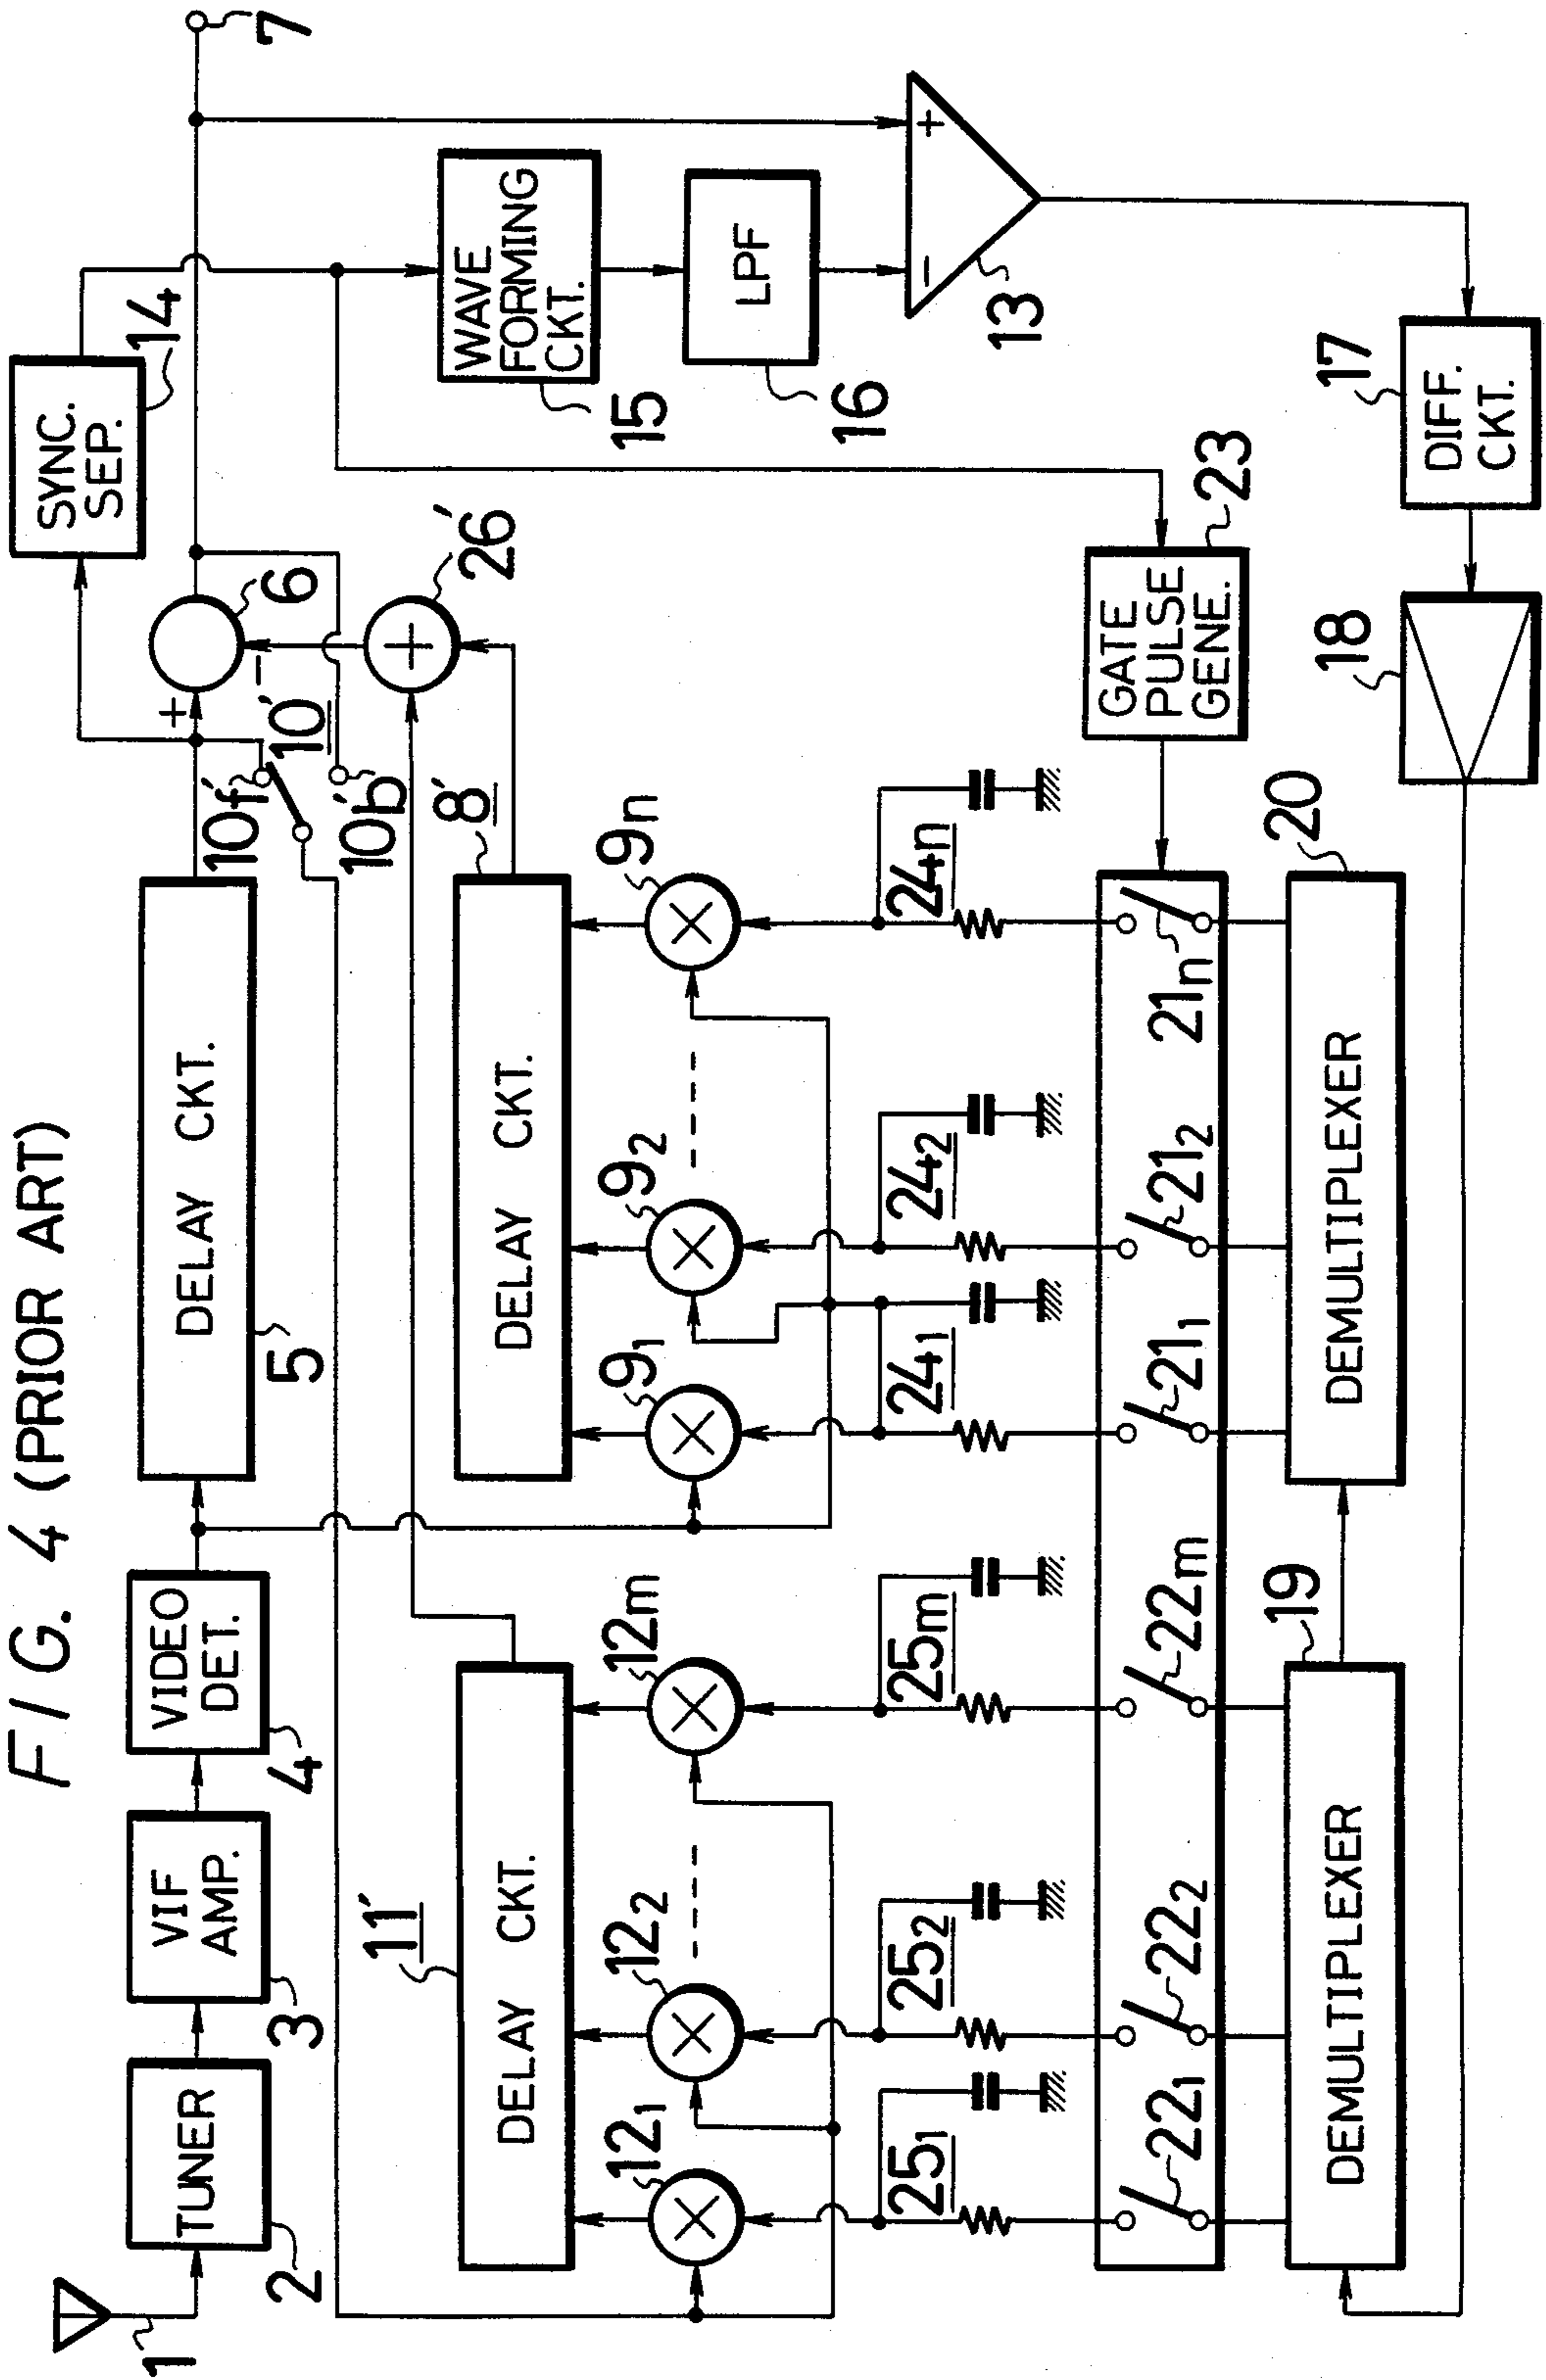 FIG. 4 (PRIOR ART)
1
TUNER
2
VIF
AMP.
3
VIDEO
DET.
4
DELAY CKT.
5
SYNC.
SEP.
14
+
-
6
7
10f'
10'
10b'
26'
+
11'
DELAY CKT.
8'
DELAY CKT.
WAVE
FORMING
CKT.
15
LPF
16
+
-
13
12₁
12₂
12m
9₁
9₂
9n
25₁
25₂
25m
24₁
24₂
24n
22₁
22₂
22m
21₁
21₂
21n
GATE
PULSE
GENE.
23
DEMULTIPLEXER
19
DEMULTIPLEXER
20
18
DIFF.
CKT.
17